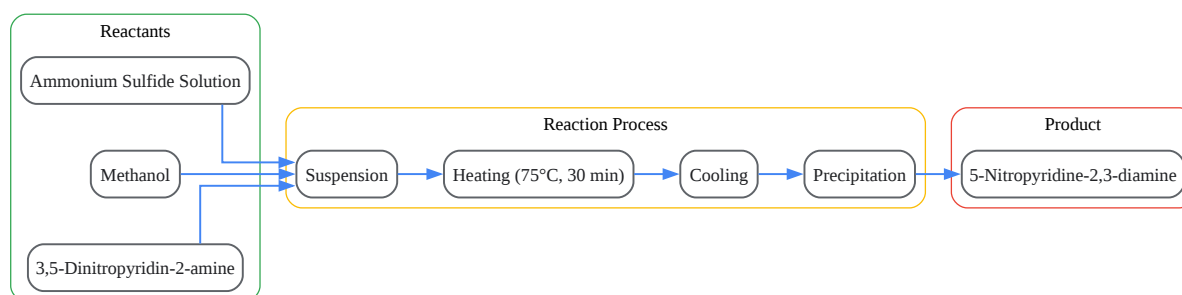 Reactants
Ammonium Sulfide Solution
Methanol
3,5-Dinitropyridin-2-amine
Reaction Process
Suspension
Heating (75°C, 30 min)
Cooling
Precipitation
Product
5-Nitropyridine-2,3-diamine